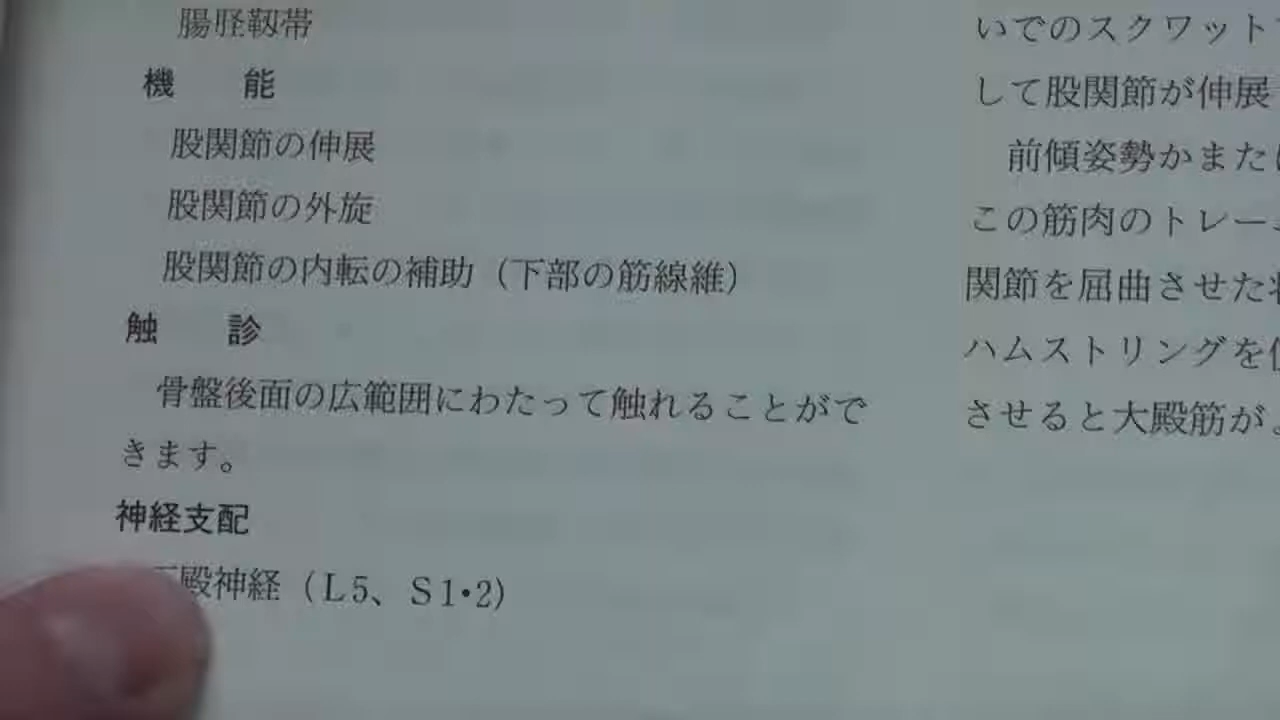 腸脛靱帯
機 能
股関節の伸展
股関節の外旋
股関節の内転の補助（下部の筋線維）
触 診
骨盤後面の広範囲にわたって触れることがで
きます。
神経支配
殿神経（L5、S1・2）
いでのスクワット
して股関節が伸展
前傾姿勢かまた
この筋肉のトレー
関節を屈曲させた
ハムストリングを
させると大殿筋が